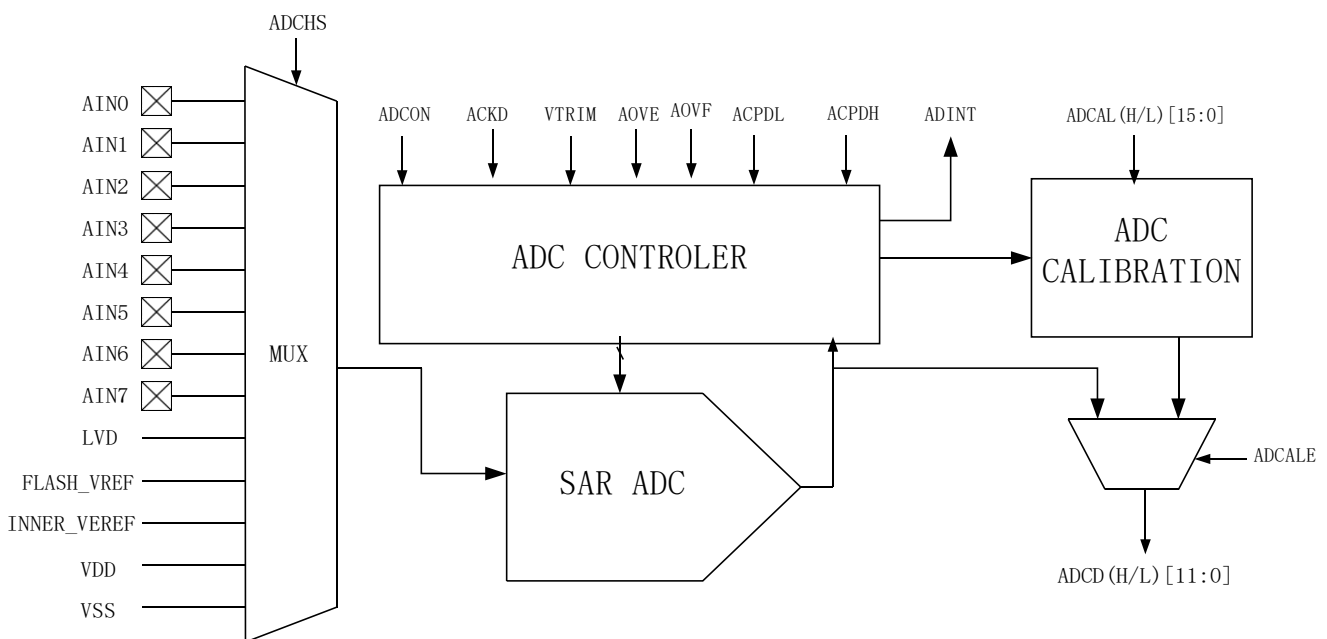 ADCHS
AIN0
AIN1
AIN2
AIN3
AIN4
AIN5
AIN6
AIN7
LVD
FLASH_VREF
INNER_VEREF
VDD
VSS
MUX
ADCON
ACKD
VTRIM
AOVE
AOVF
ACPDL
ACPDH
ADINT
ADC CONTROLER
SAR ADC
ADCAL(H/L)[15:0]
ADC
CALIBRATION
ADCALE
ADCD(H/L)[11:0]